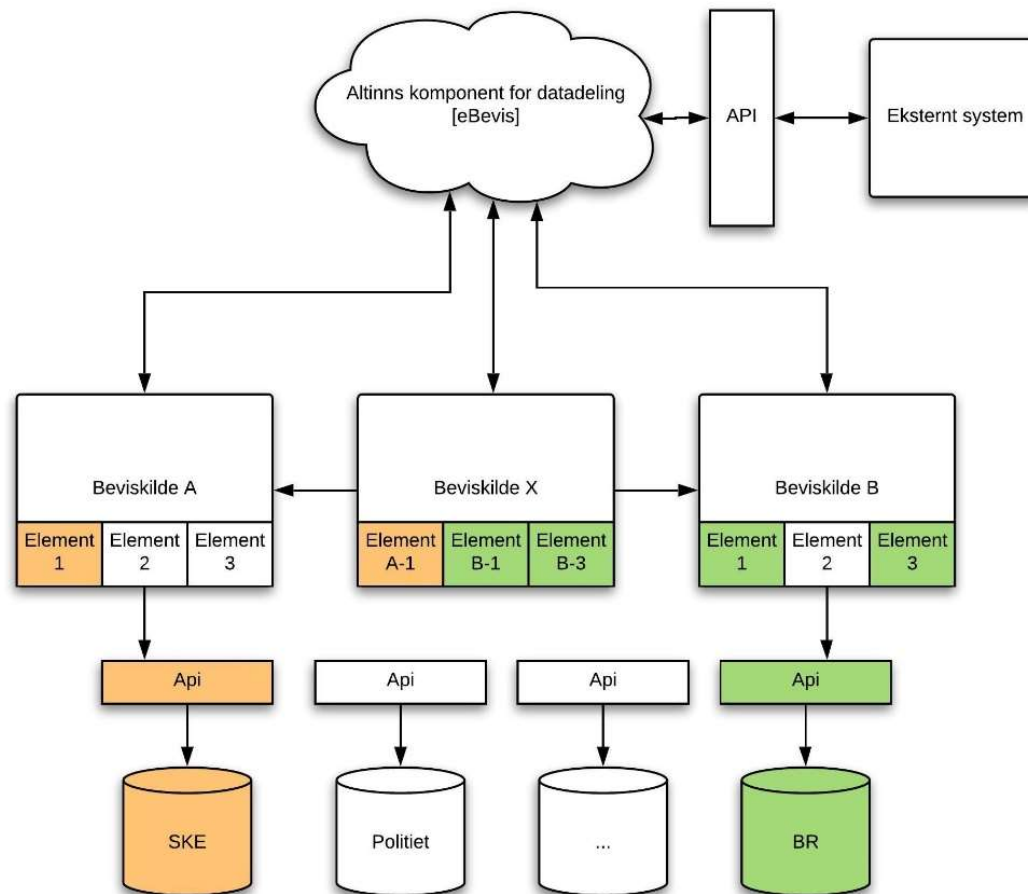 Altinns komponent for datadeling
[eBevis]
API
Eksternt system
Beviskilde A
Beviskilde X
Beviskilde B
Element
1
Element
2
Element
3
Element
A-1
Element
B-1
Element
B-3
Element
1
Element
2
Element
3
Api
Api
Api
Api
SKE
Politiet
...
BR